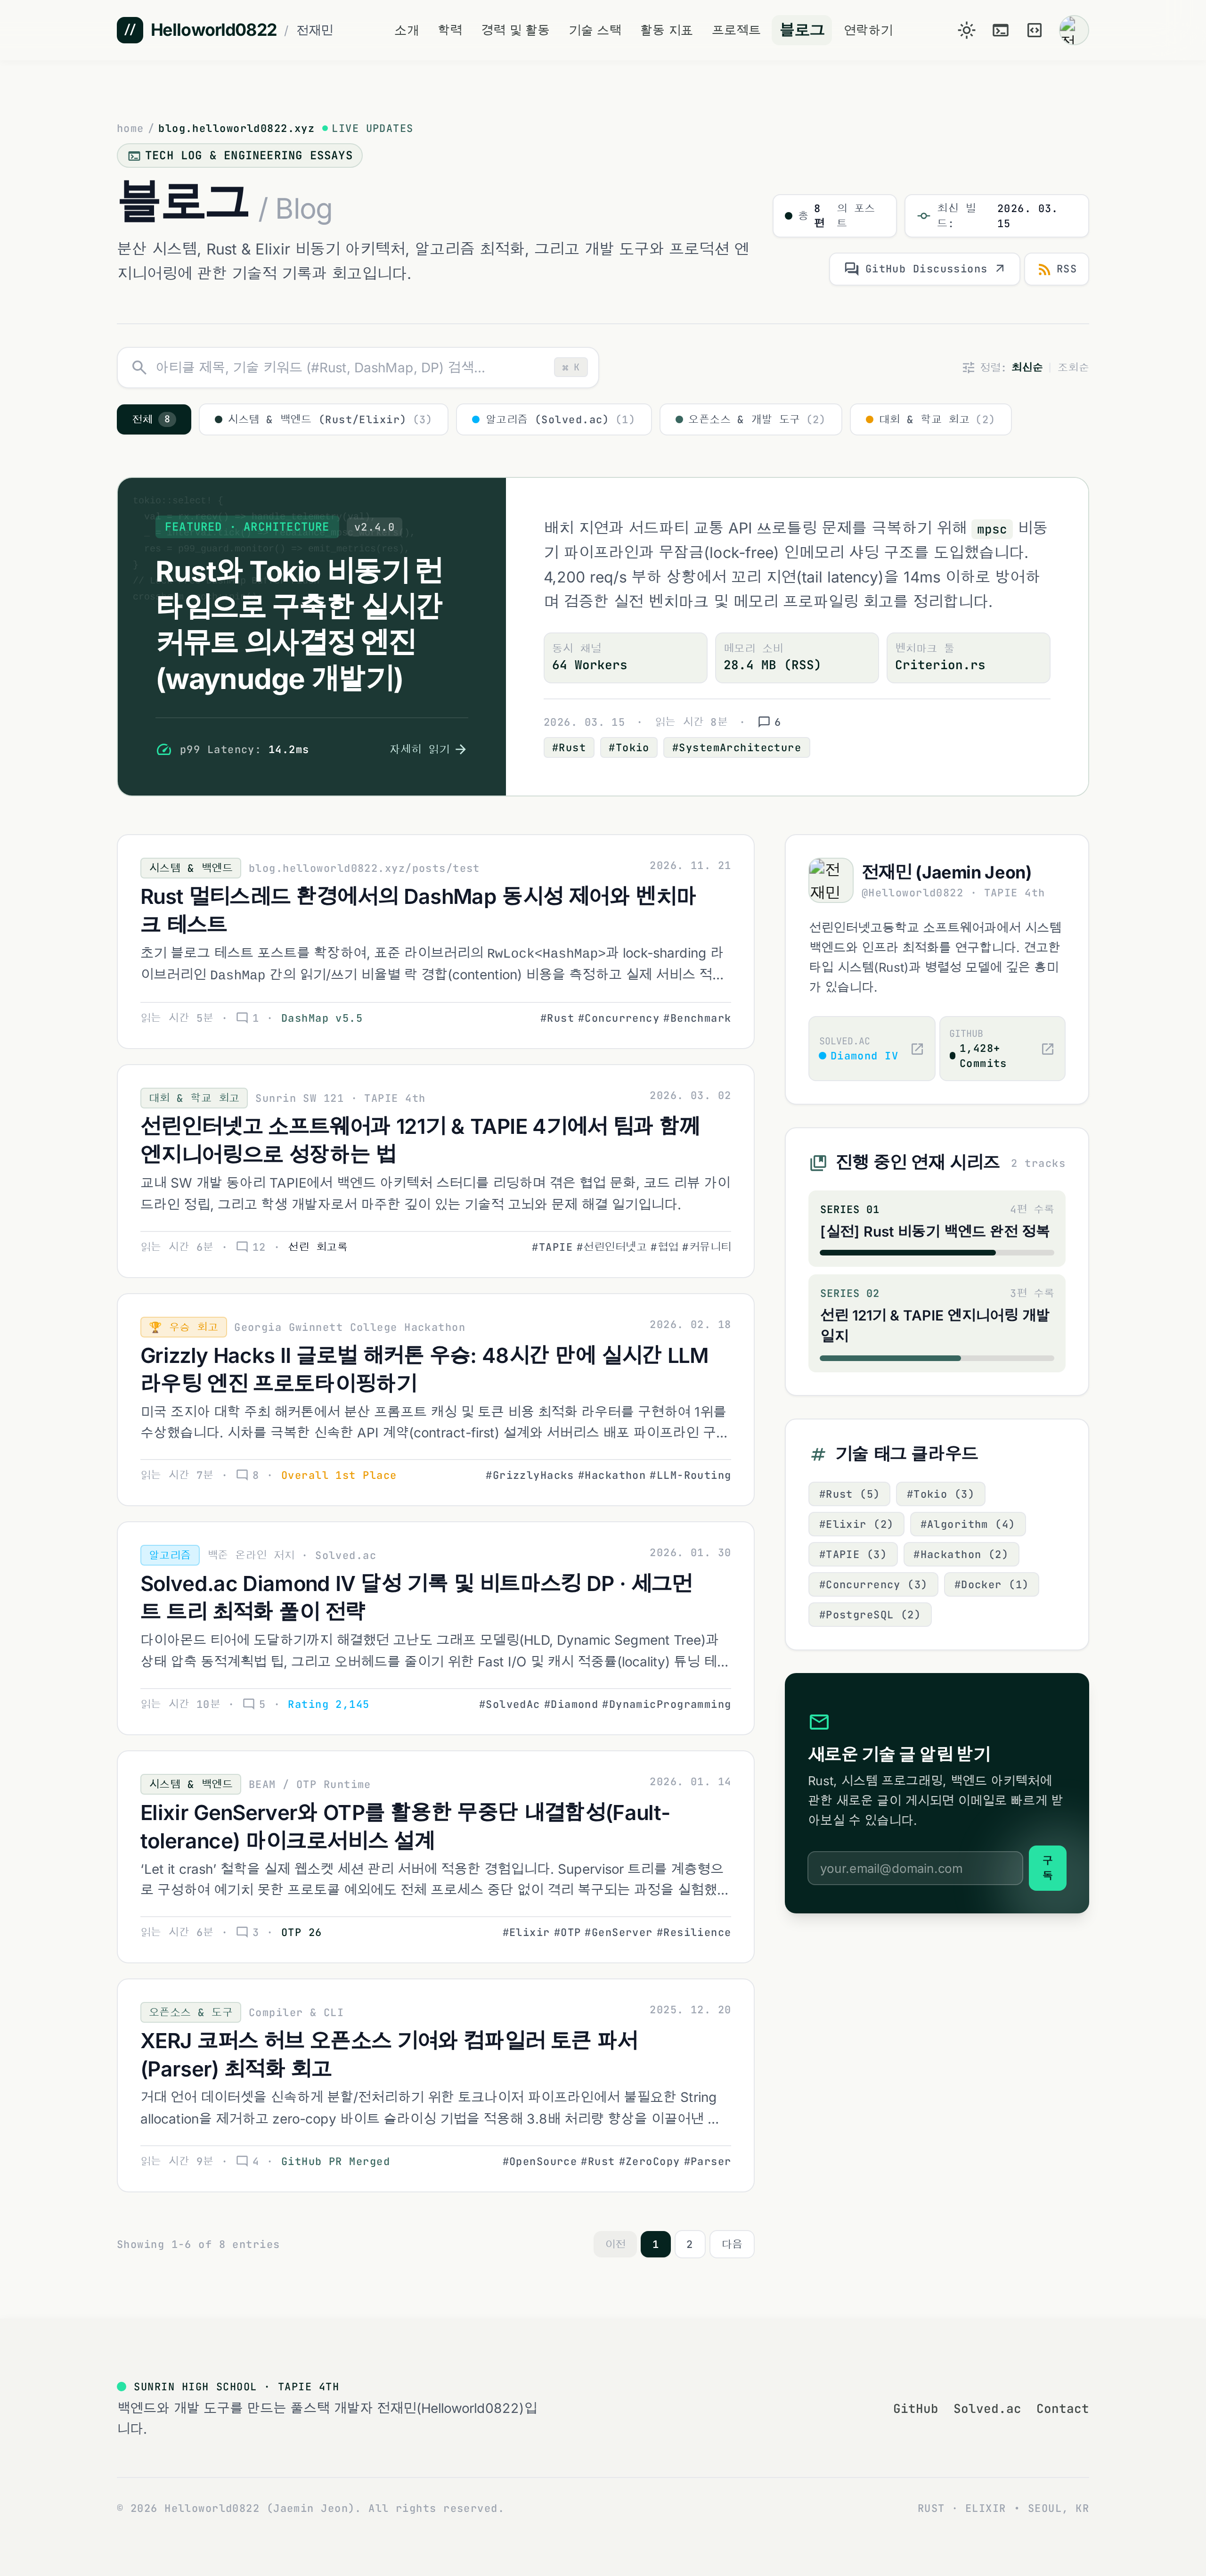 // Helloworld0822 / 전재민 소개 학력 경력 및 활동 기술 스택 활동 지표 프로젝트 블로그 연락하기 전
home / blog.helloworld0822.xyz LIVE UPDATES
TECH LOG & ENGINEERING ESSAYS
블로그 / Blog
분산 시스템, Rust & Elixir 비동기 아키텍처, 알고리즘 최적화, 그리고 개발 도구와 프로덕션 엔
지니어링에 관한 기술적 기록과 회고입니다.
총 8편의 포스트
최신 빌드: 2026. 03. 15
GitHub Discussions RSS
아티클 제목, 기술 키워드 (#Rust, DashMap, DP) 검색... ⌘ K
정렬: 최신순 | 조회순
전체 8 시스템 & 백엔드 (Rust/Elixir) (3) 알고리즘 (Solved.ac) (1) 오픈소스 & 개발 도구 (2) 대회 & 학교 회고 (2)
tokio::select! {
FEATURED · ARCHITECTURE v2.4.0
Rust와 Tokio 비동기 런
타임으로 구축한 실시간
커뮤트 의사결정 엔진
(waynudge 개발기)
p99 Latency: 14.2ms 자세히 읽기
배치 지연과 서드파티 교통 API 쓰로틀링 문제를 극복하기 위해 mpsc 비동
기 파이프라인과 무잠금(lock-free) 인메모리 샤딩 구조를 도입했습니다.
4,200 req/s 부하 상황에서 꼬리 지연(tail latency)을 14ms 이하로 방어하
며 검증한 실전 벤치마크 및 메모리 프로파일링 회고를 정리합니다.
동시 채널 메모리 소비 벤치마크 툴
64 Workers 28.4 MB (RSS) Criterion.rs
2026. 03. 15 · 읽는 시간 8분 · 6
#Rust #Tokio #SystemArchitecture
시스템 & 백엔드 blog.helloworld0822.xyz/posts/test 2026. 11. 21
Rust 멀티스레드 환경에서의 DashMap 동시성 제어와 벤치마
크 테스트
초기 블로그 테스트 포스트를 확장하여, 표준 라이브러리의 RwLock<HashMap>과 lock-sharding 라
이브러리인 DashMap 간의 읽기/쓰기 비율별 락 경합(contention) 비용을 측정하고 실제 서비스 적...
읽는 시간 5분 · 1 · DashMap v5.5 #Rust #Concurrency #Benchmark
대회 & 학교 회고 Sunrin SW 121 · TAPIE 4th 2026. 03. 02
선린인터넷고 소프트웨어과 121기 & TAPIE 4기에서 팀과 함께
엔지니어링으로 성장하는 법
교내 SW 개발 동아리 TAPIE에서 백엔드 아키텍처 스터디를 리딩하며 겪은 협업 문화, 코드 리뷰 가이
드라인 정립, 그리고 학생 개발자로서 마주한 깊이 있는 기술적 고뇌와 문제 해결 일기입니다.
읽는 시간 6분 · 12 · 선린 회고록 #TAPIE #선린인터넷고 #협업 #커뮤니티
🏆 우승 회고 Georgia Gwinnett College Hackathon 2026. 02. 18
Grizzly Hacks II 글로벌 해커톤 우승: 48시간 만에 실시간 LLM
라우팅 엔진 프로토타이핑하기
미국 조지아 대학 주최 해커톤에서 분산 프롬프트 캐싱 및 토큰 비용 최적화 라우터를 구현하여 1위를
수상했습니다. 시차를 극복한 신속한 API 계약(contract-first) 설계와 서버리스 배포 파이프라인 구...
읽는 시간 7분 · 8 · Overall 1st Place #GrizzlyHacks #Hackathon #LLM-Routing
알고리즘 백준 온라인 저지 · Solved.ac 2026. 01. 30
Solved.ac Diamond IV 달성 기록 및 비트마스킹 DP · 세그먼
트 트리 최적화 풀이 전략
다이아몬드 티어에 도달하기까지 해결했던 고난도 그래프 모델링(HLD, Dynamic Segment Tree)과
상태 압축 동적계획법 팁, 그리고 오버헤드를 줄이기 위한 Fast I/O 및 캐시 적중률(locality) 튜닝 테...
읽는 시간 10분 · 5 · Rating 2,145 #SolvedAc #Diamond #DynamicProgramming
시스템 & 백엔드 BEAM / OTP Runtime 2026. 01. 14
Elixir GenServer와 OTP를 활용한 무중단 내결함성(Fault-
tolerance) 마이크로서비스 설계
‘Let it crash’ 철학을 실제 웹소켓 세션 관리 서버에 적용한 경험입니다. Supervisor 트리를 계층형으
로 구성하여 예기치 못한 프로토콜 예외에도 전체 프로세스 중단 없이 격리 복구되는 과정을 실험했...
읽는 시간 6분 · 3 · OTP 26 #Elixir #OTP #GenServer #Resilience
오픈소스 & 도구 Compiler & CLI 2025. 12. 20
XERJ 코퍼스 허브 오픈소스 기여와 컴파일러 토큰 파서
(Parser) 최적화 회고
거대 언어 데이터셋을 신속하게 분할/전처리하기 위한 토크나이저 파이프라인에서 불필요한 String
allocation을 제거하고 zero-copy 바이트 슬라이싱 기법을 적용해 3.8배 처리량 향상을 이끌어낸 ...
읽는 시간 9분 · 4 · GitHub PR Merged #OpenSource #Rust #ZeroCopy #Parser
Showing 1-6 of 8 entries 이전 1 2 다음
전재민
전재민 (Jaemin Jeon)
@Helloworld0822 · TAPIE 4th
선린인터넷고등학교 소프트웨어과에서 시스템
백엔드와 인프라 최적화를 연구합니다. 견고한
타입 시스템(Rust)과 병렬성 모델에 깊은 흥미
가 있습니다.
SOLVED.AC
Diamond IV
GITHUB
1,428+
Commits
진행 중인 연재 시리즈 2 tracks
SERIES 01 4편 수록
[실전] Rust 비동기 백엔드 완전 정복
SERIES 02 3편 수록
선린 121기 & TAPIE 엔지니어링 개발
일지
기술 태그 클라우드
#Rust (5) #Tokio (3)
#Elixir (2) #Algorithm (4)
#TAPIE (3) #Hackathon (2)
#Concurrency (3) #Docker (1)
#PostgreSQL (2)
새로운 기술 글 알림 받기
Rust, 시스템 프로그래밍, 백엔드 아키텍처에
관한 새로운 글이 게시되면 이메일로 빠르게 받
아보실 수 있습니다.
your.email@domain.com 구독
SUNRIN HIGH SCHOOL · TAPIE 4TH
백엔드와 개발 도구를 만드는 풀스택 개발자 전재민(Helloworld0822)입
니다.
GitHub Solved.ac Contact
© 2026 Helloworld0822 (Jaemin Jeon). All rights reserved. RUST · ELIXIR • SEOUL, KR